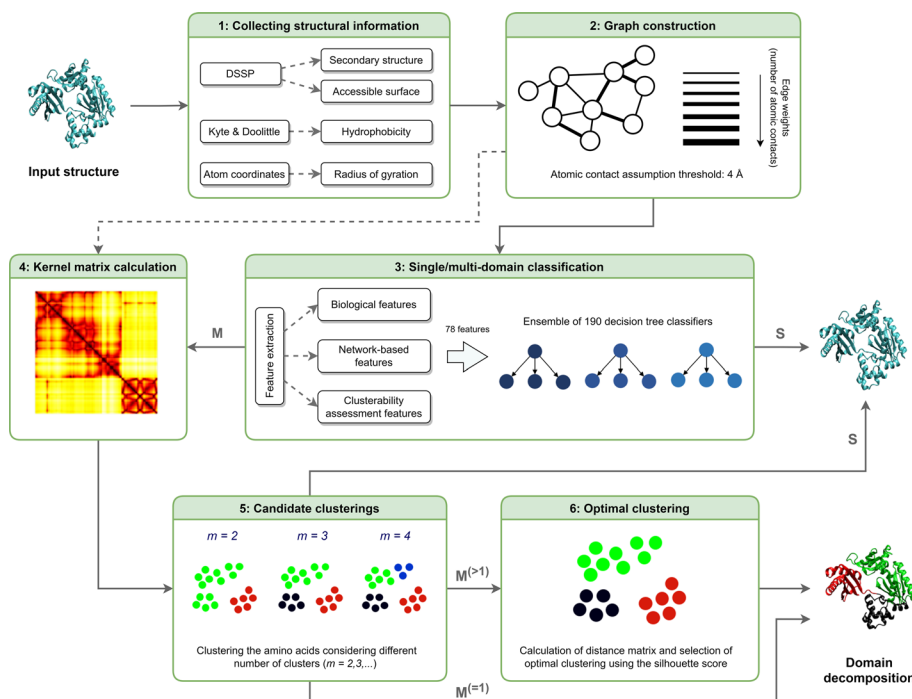 1: Collecting structural information
DSSP
Secondary structure
Accessible surface
Kyte & Doolittle
Hydrophobicity
Atom coordinates
Radius of gyration
Input structure
2: Graph construction
Edge weights
(number of atomic contacts)
Atomic contact assumption threshold: 4 Å
4: Kernel matrix calculation
M
3: Single/multi-domain classification
Feature extraction
Biological features
Network-based
features
Clusterability
assessment features
78 features
Ensemble of 190 decision tree classifiers
S
S
5: Candidate clusterings
m = 2
m = 3
m = 4
Clustering the amino acids considering different
number of clusters (m = 2,3,...)
M(>1)
M(=1)
6: Optimal clustering
Calculation of distance matrix and selection of
optimal clustering using the silhouette score
Domain
decomposition